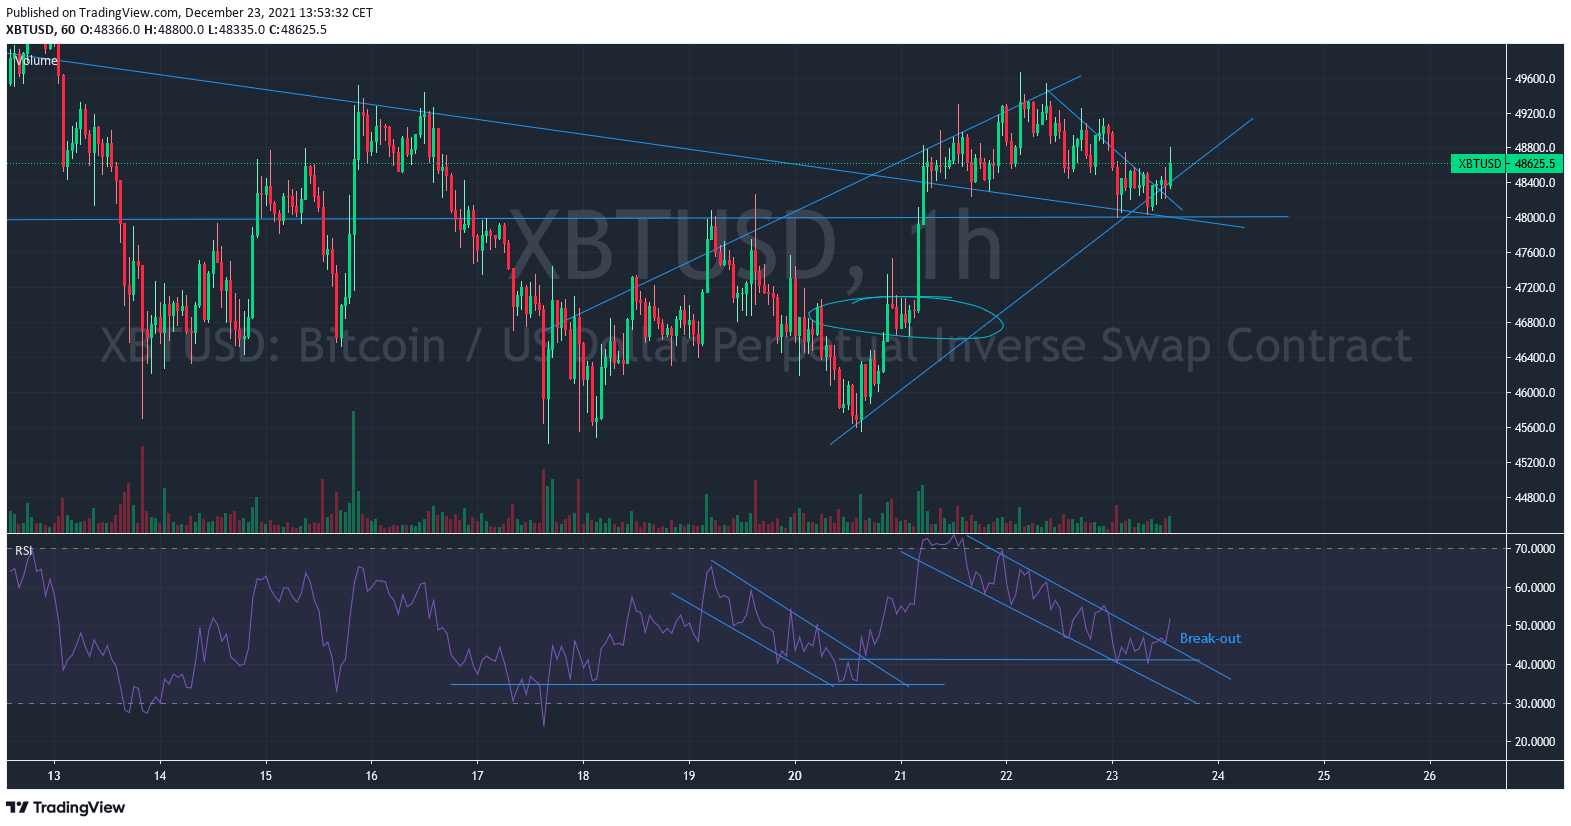 Published on TradingView.com, December 23, 2021 13:53:32 CET
XBTUSD, 60 O:48366.0 H:48800.0 L:48335.0 C:48625.5
Volume
49600.0
49200.0
48800.0
XBTUSD 48625.5
48400.0
48000.0
47600.0
47200.0
46800.0
46400.0
46000.0
45600.0
45200.0
44800.0
XBTUSD, 1h
XBTUSD: Bitcoin / US Dollar Perpetual Inverse Swap Contract
RSI
70.0000
60.0000
50.0000
Break-out
40.0000
30.0000
20.0000
13 14 15 16 17 18 19 20 21 22 23 24 25 26
TradingView